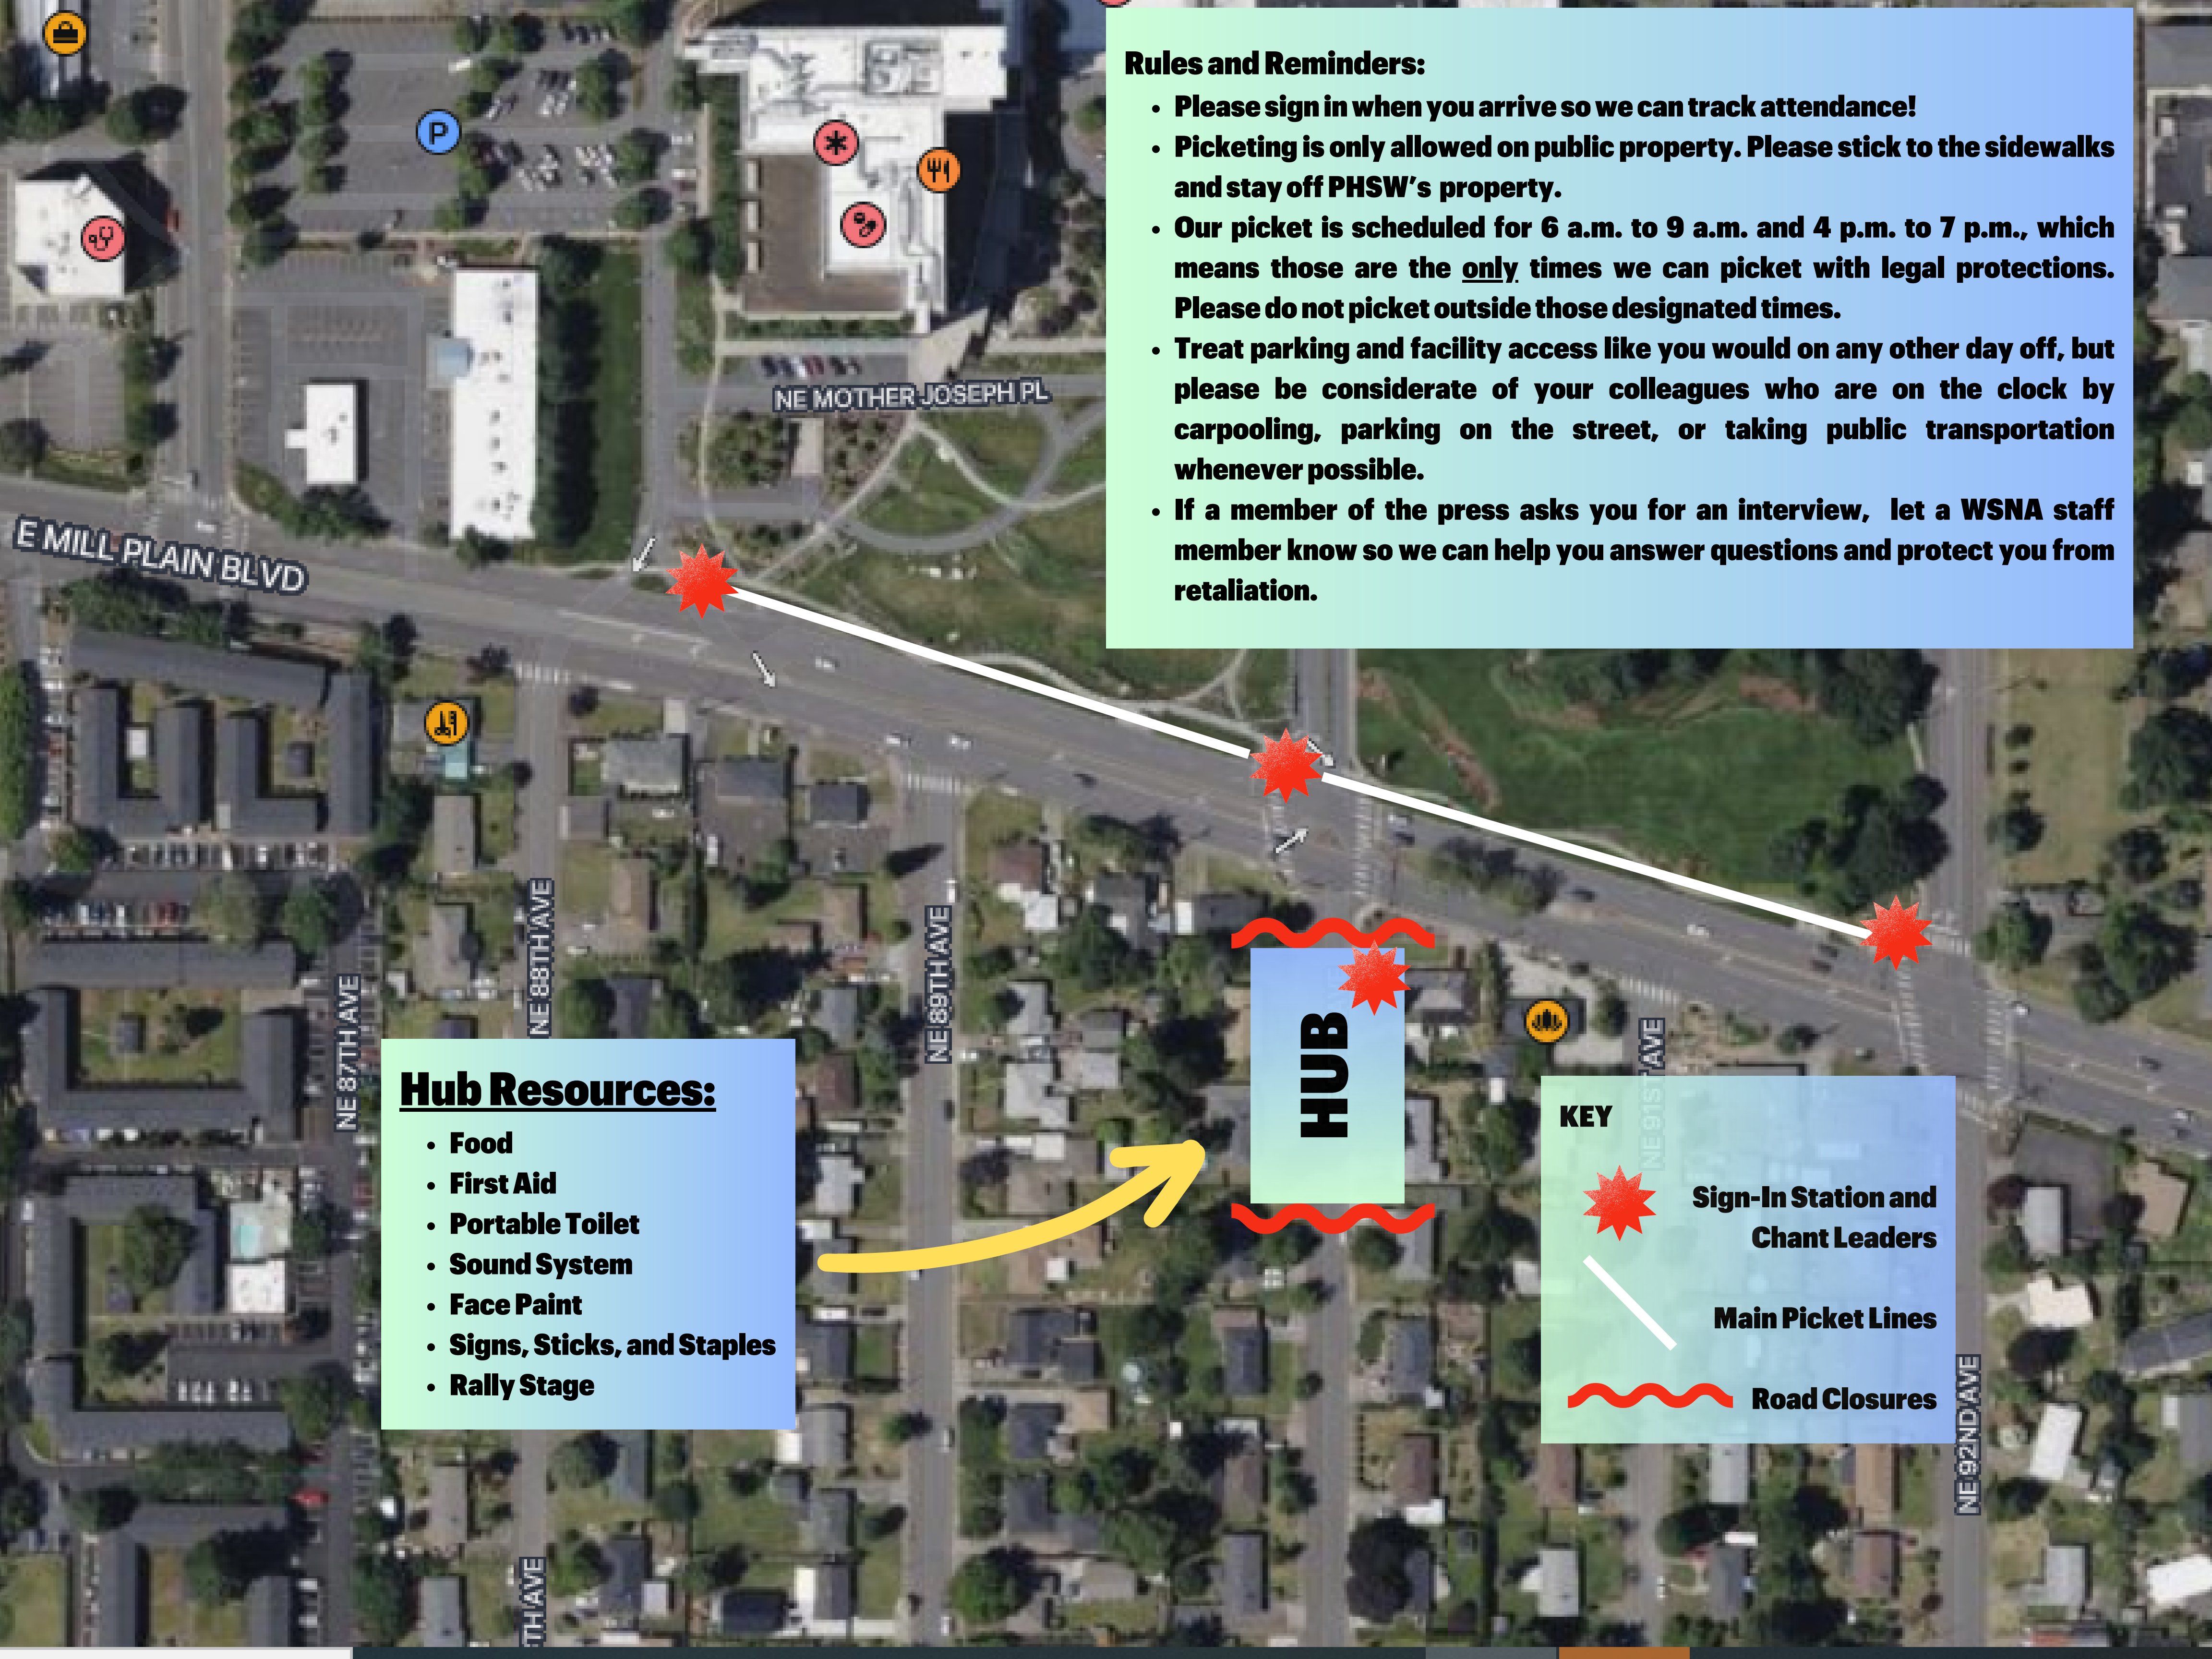 Rules and Reminders:
• Please sign in when you arrive so we can track attendance!
• Picketing is only allowed on public property. Please stick to the sidewalks
and stay off PHSW's property.
• Our picket is scheduled for 6 a.m. to 9 a.m. and 4 p.m. to 7 p.m., which
means those are the only times we can picket with legal protections.
Please do not picket outside those designated times.
• Treat parking and facility access like you would on any other day off, but
please be considerate of your colleagues who are on the clock by
carpooling, parking on the street, or taking public transportation
whenever possible.
• If a member of the press asks you for an interview, let a WSNA staff
member know so we can help you answer questions and protect you from
retaliation.
P
NE MOTHER JOSEPH PL
E MILL PLAIN BLVD
NE 87TH AVE
NE 88TH AVE
NE 89TH AVE
HUB
NE 91ST AVE
NE 92ND AVE
Hub Resources:
• Food
• First Aid
• Portable Toilet
• Sound System
• Face Paint
• Signs, Sticks, and Staples
• Rally Stage
KEY
Sign-In Station and
Chant Leaders
Main Picket Lines
Road Closures
TH AVE